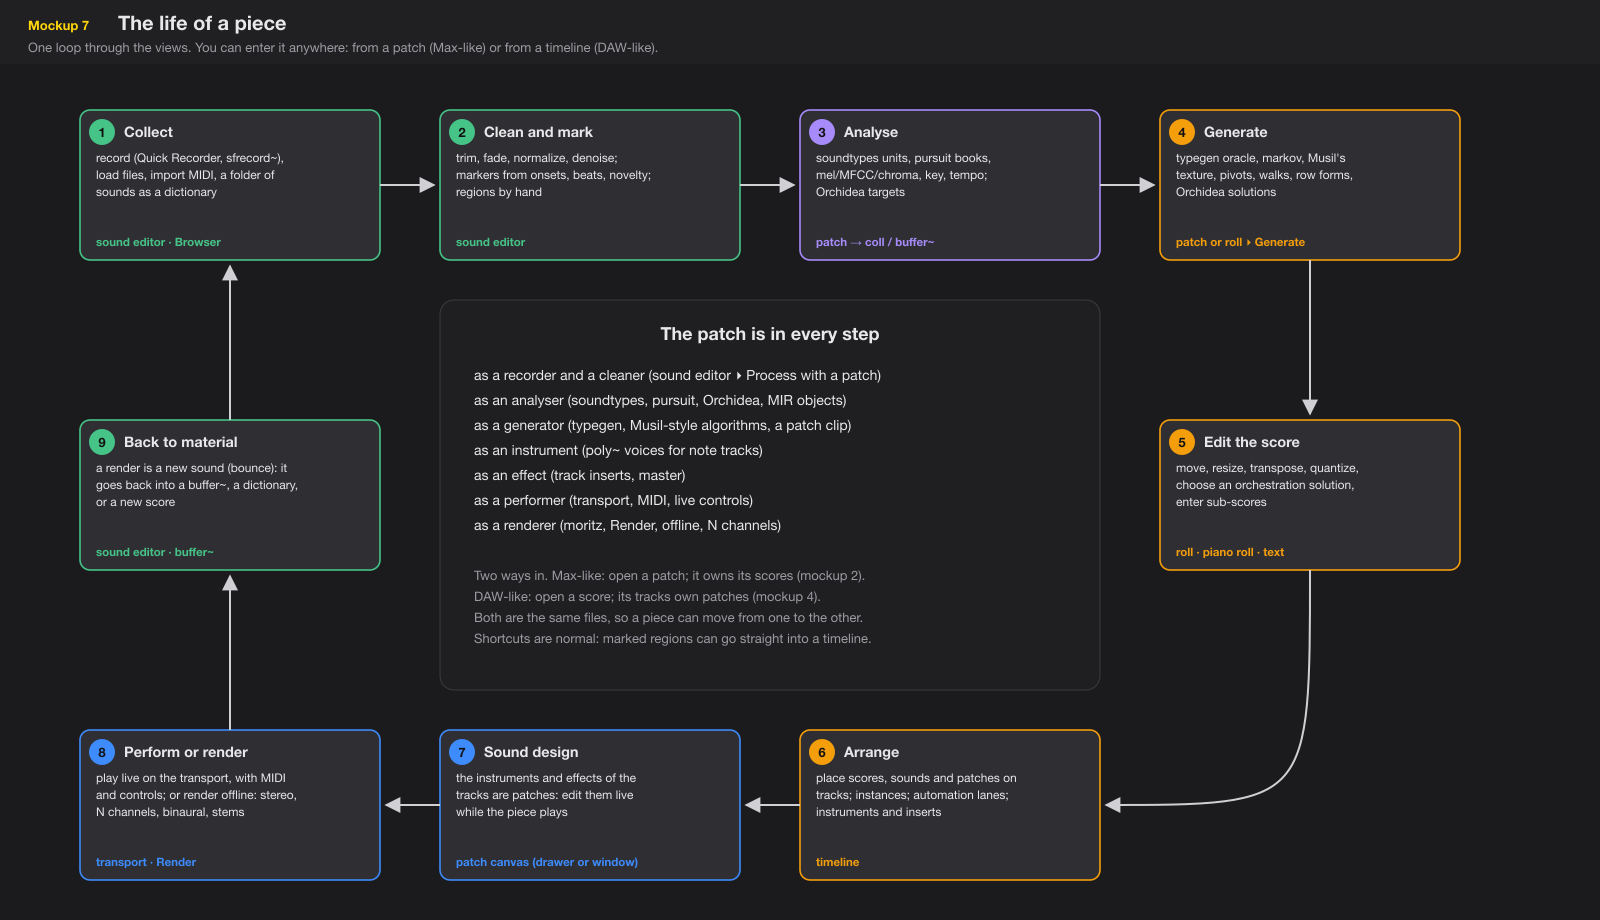 Mockup 7 The life of a piece
One loop through the views. You can enter it anywhere: from a patch (Max-like) or from a timeline (DAW-like).
1 Collect
record (Quick Recorder, sfrecord~),
load files, import MIDI, a folder of
sounds as a dictionary
sound editor · Browser
2 Clean and mark
trim, fade, normalize, denoise;
markers from onsets, beats, novelty;
regions by hand
sound editor
3 Analyse
soundtypes units, pursuit books,
mel/MFCC/chroma, key, tempo;
Orchidea targets
patch → coll / buffer~
4 Generate
typegen oracle, markov, Musil's
texture, pivots, walks, row forms,
Orchidea solutions
patch or roll ▸ Generate
The patch is in every step
as a recorder and a cleaner (sound editor ▸ Process with a patch)
as an analyser (soundtypes, pursuit, Orchidea, MIR objects)
as a generator (typegen, Musil-style algorithms, a patch clip)
as an instrument (poly~ voices for note tracks)
as an effect (track inserts, master)
as a performer (transport, MIDI, live controls)
as a renderer (moritz, Render, offline, N channels)
Two ways in. Max-like: open a patch; it owns its scores (mockup 2).
DAW-like: open a score; its tracks own patches (mockup 4).
Both are the same files, so a piece can move from one to the other.
Shortcuts are normal: marked regions can go straight into a timeline.
5 Edit the score
move, resize, transpose, quantize,
choose an orchestration solution,
enter sub-scores
roll · piano roll · text
6 Arrange
place scores, sounds and patches on
tracks; instances; automation lanes;
instruments and inserts
timeline
7 Sound design
the instruments and effects of the
tracks are patches: edit them live
while the piece plays
patch canvas (drawer or window)
8 Perform or render
play live on the transport, with MIDI
and controls; or render offline: stereo,
N channels, binaural, stems
transport · Render
9 Back to material
a render is a new sound (bounce): it
goes back into a buffer~, a dictionary,
or a new score
sound editor · buffer~